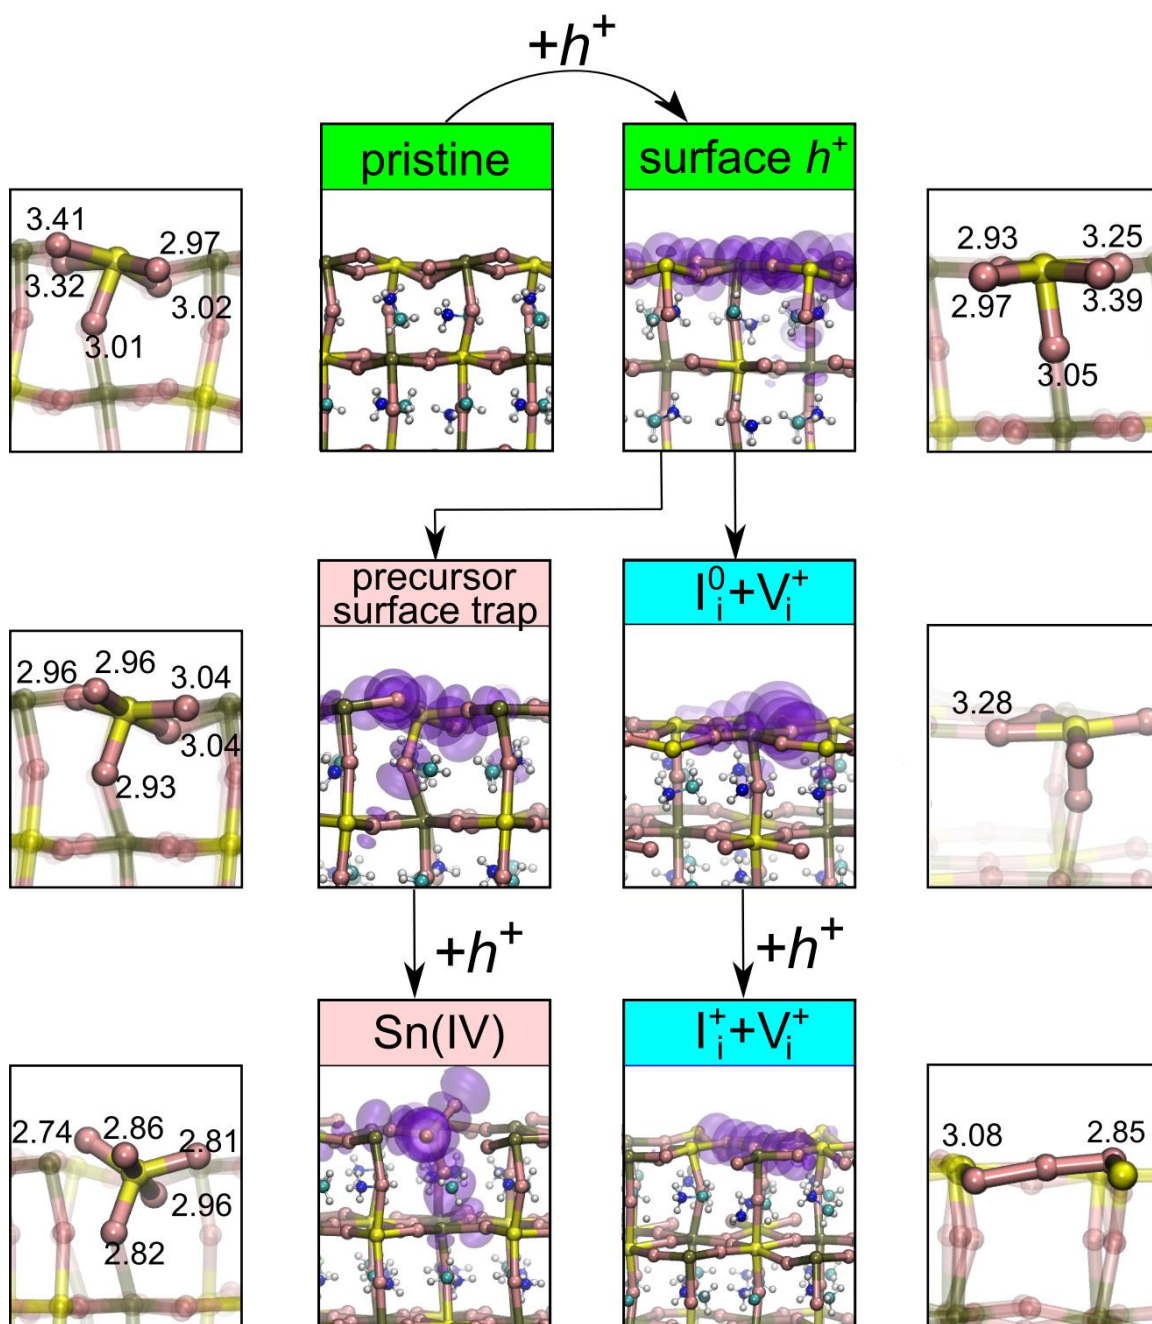 +h⁺
pristine
surface h⁺
3.41
2.97
3.32
3.02
3.01
2.93
3.25
2.97
3.39
3.05
precursor
surface trap
I⁰ᵢ+V⁺ᵢ
2.96
2.96
3.04
3.04
2.93
3.28
+h⁺
+h⁺
Sn(IV)
I⁺ᵢ+V⁺ᵢ
2.74
2.86
2.81
2.96
2.82
3.08
2.85